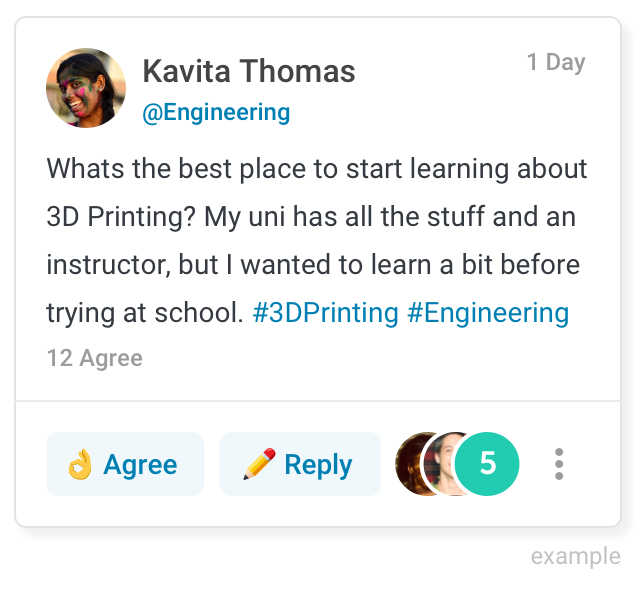 Kavita Thomas
1 Day
@Engineering
Whats the best place to start learning about
3D Printing? My uni has all the stuff and an
instructor, but I wanted to learn a bit before
trying at school. #3DPrinting #Engineering
12 Agree
Agree
Reply
5
example